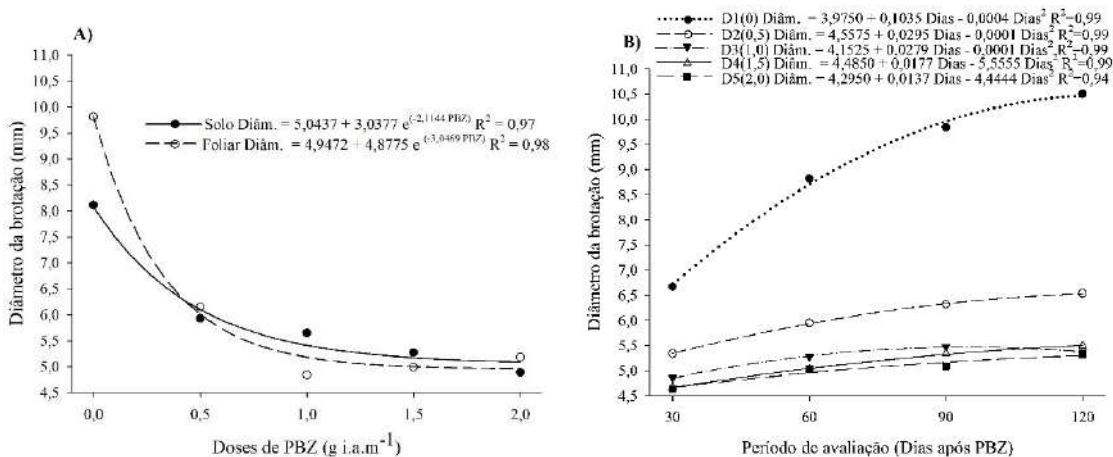 A)
Diâmetro da brotação (mm)
11,0
10,5
10,0
9,5
9,0
8,5
8,0
7,5
7,0
6,5
6,0
5,5
5,0
4,5
Solo Diâm. = 5,0437 + 3,0377 e(-2,1144 PBZ) R² = 0,97
Foliar Diâm. = 4,9472 + 4,8775 e(-3,0469 PBZ) R² = 0,98
0,0 0,5 1,0 1,5 2,0
Doses de PBZ (g i.a.m⁻¹)
B)
D1(0) Diâm. = 3,9750 + 0,1035 Dias - 0,0004 Dias² R²=0,99
D2(0,5) Diâm. = 4,5575 + 0,0295 Dias - 0,0001 Dias² R²=0,99
D3(1,0) Diâm. = 4,1525 + 0,0279 Dias - 0,0001 Dias² R²=0,99
D4(1,5) Diâm. = 4,4850 + 0,0177 Dias - 5,5555 Dias² R²=0,99
D5(2,0) Diâm. = 4,2950 + 0,0137 Dias - 4,4444 Dias² R²=0,94
Diâmetro da brotação (mm)
11,0
10,5
10,0
9,5
9,0
8,5
8,0
7,5
7,0
6,5
6,0
5,5
5,0
4,5
30 60 90 120
Período de avaliação (Dias após PBZ)